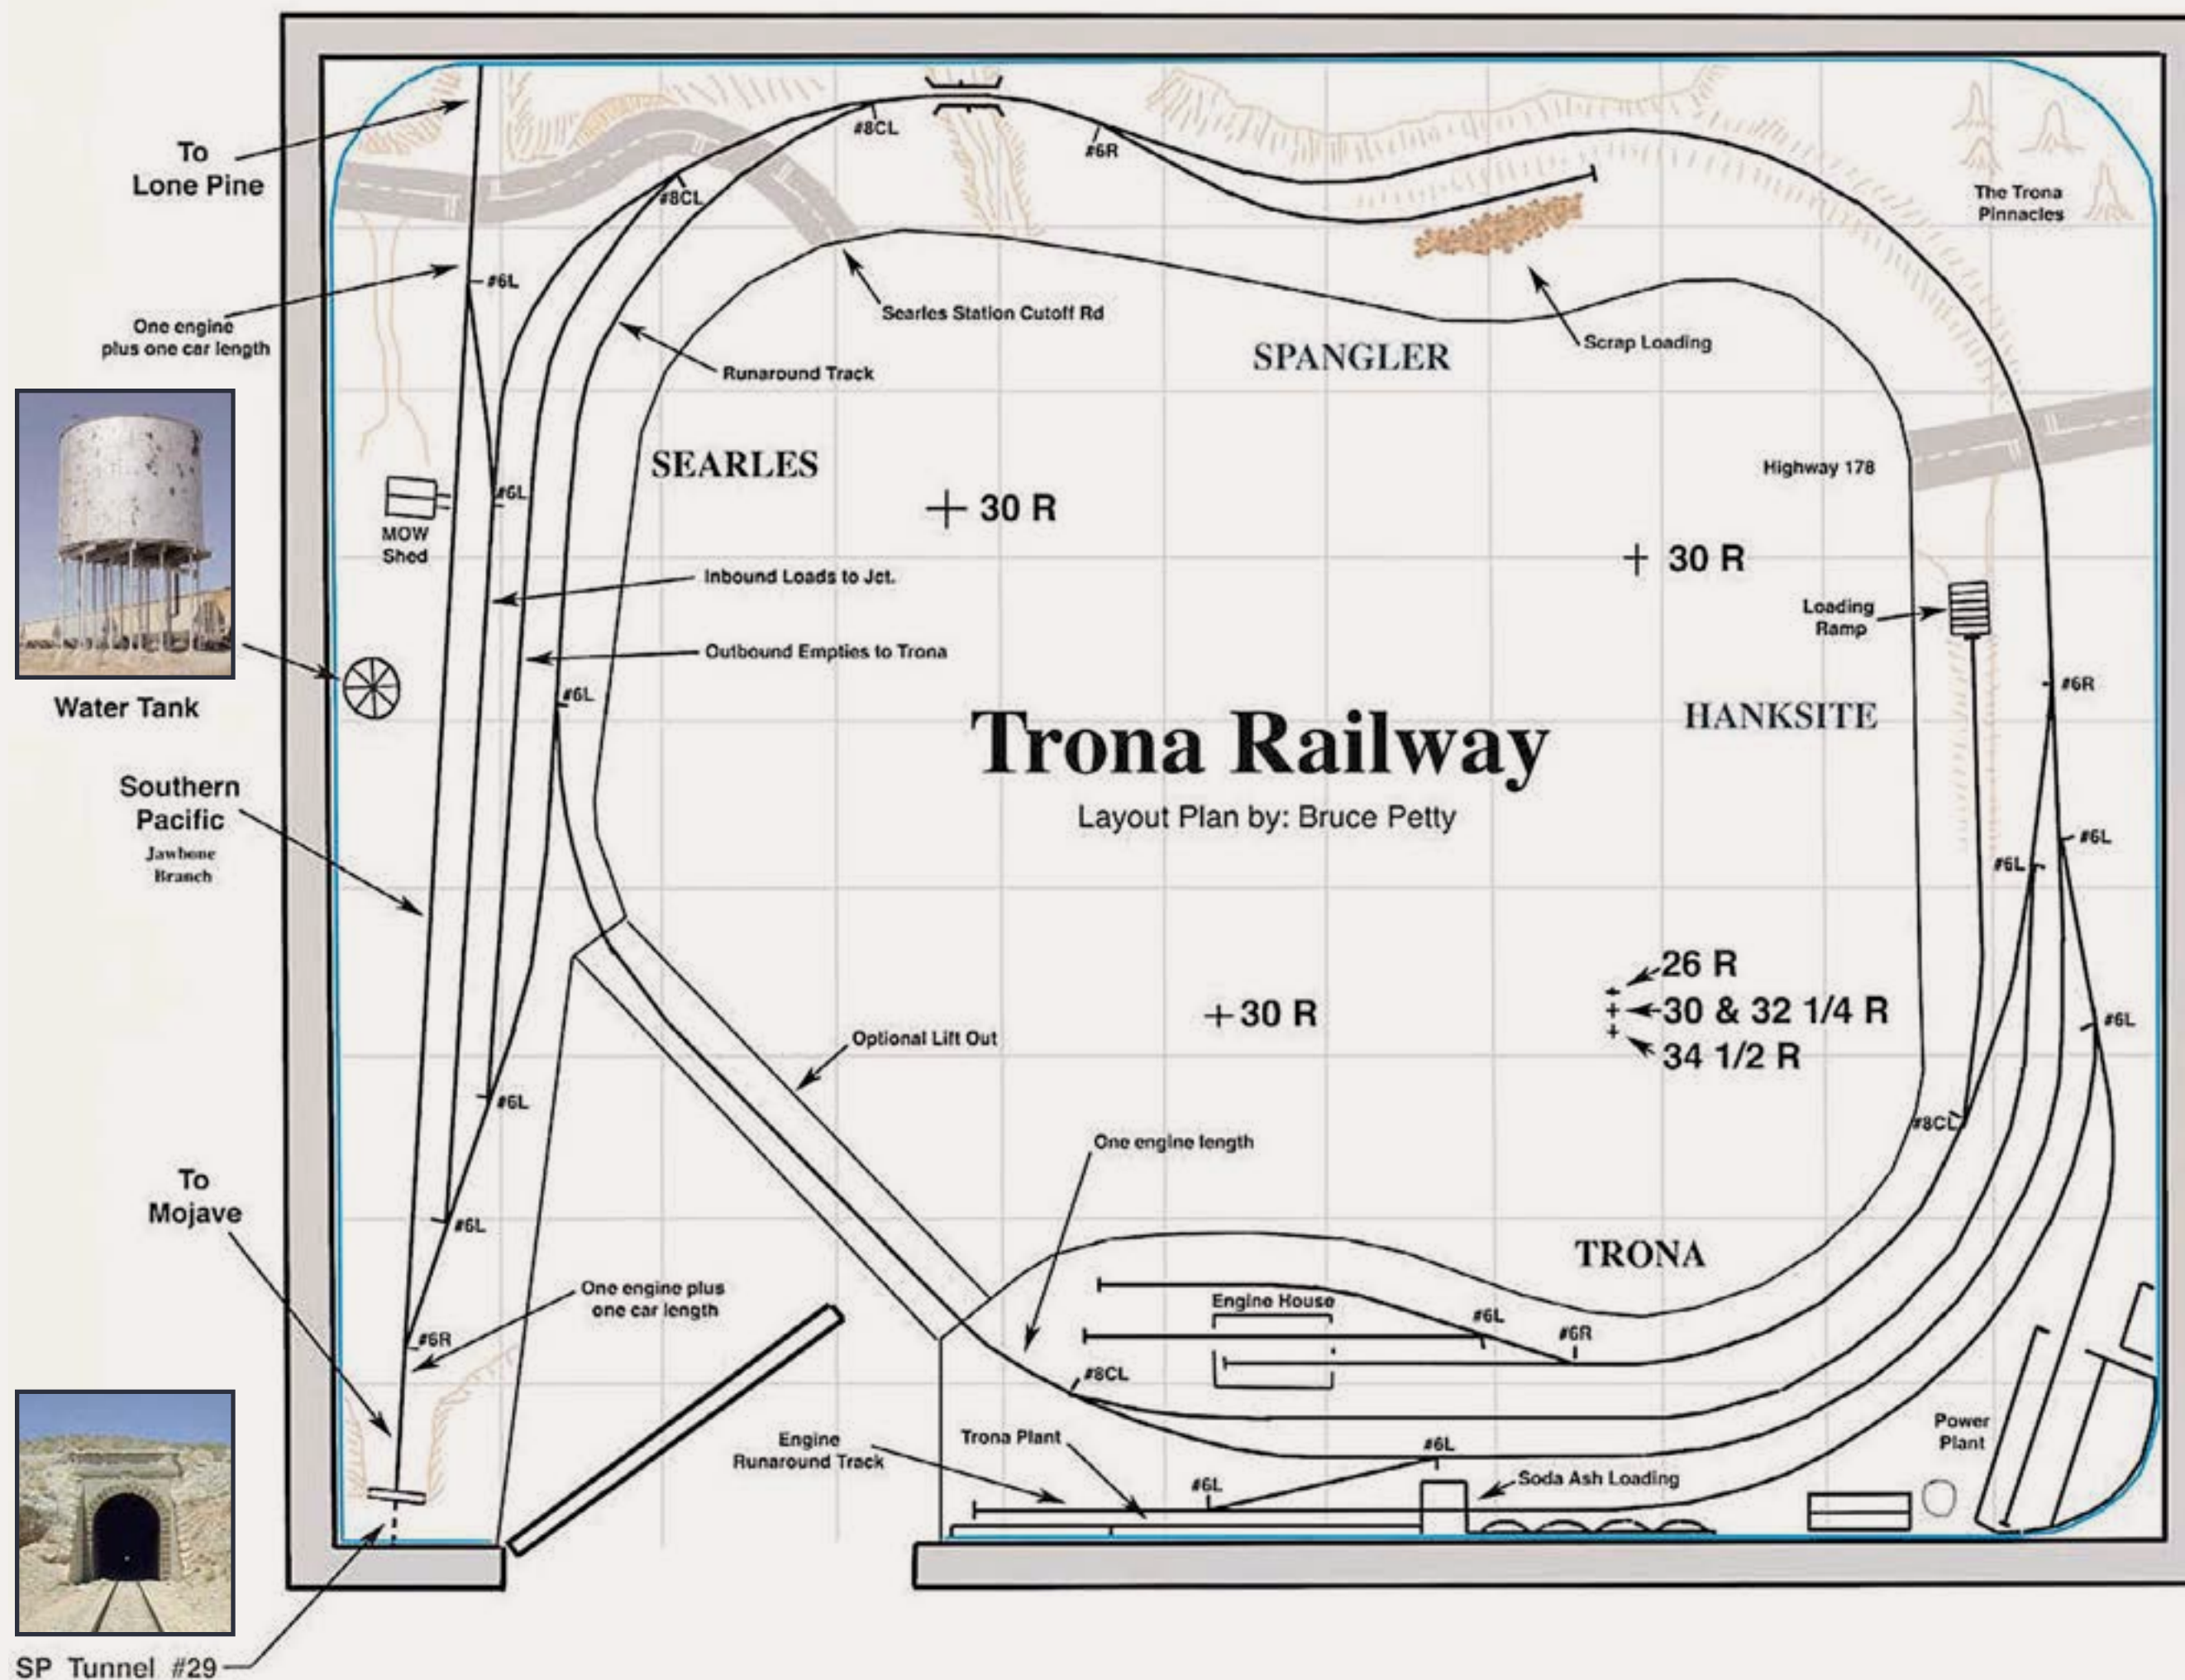 To
Lone Pine
#8CL
#8CL
#6R
The Trona
Pinnacles
#6L
One engine
plus one car length
Searles Station Cutoff Rd
Runaround Track
SPANGLER
Scrap Loading
SEARLES
Highway 178
#6L
30 R
MOW
Shed
30 R
Inbound Loads to Jct.
Loading
Ramp
Outbound Empties to Trona
#6L
#6R
Water Tank
HANKSITE
Trona Railway
Layout Plan by: Bruce Petty
Southern
Pacific
Jawbone
Branch
#6L
#6L
26 R
30 & 32 1/4 R
34 1/2 R
30 R
#6L
Optional Lift Out
#6L
#8CL
One engine length
To
Mojave
#6L
TRONA
One engine plus
one car length
Engine House
#6L
#6R
#6R
#8CL
Engine
Runaround Track
Trona Plant
#6L
Power
Plant
#6L
Soda Ash Loading
SP Tunnel #29